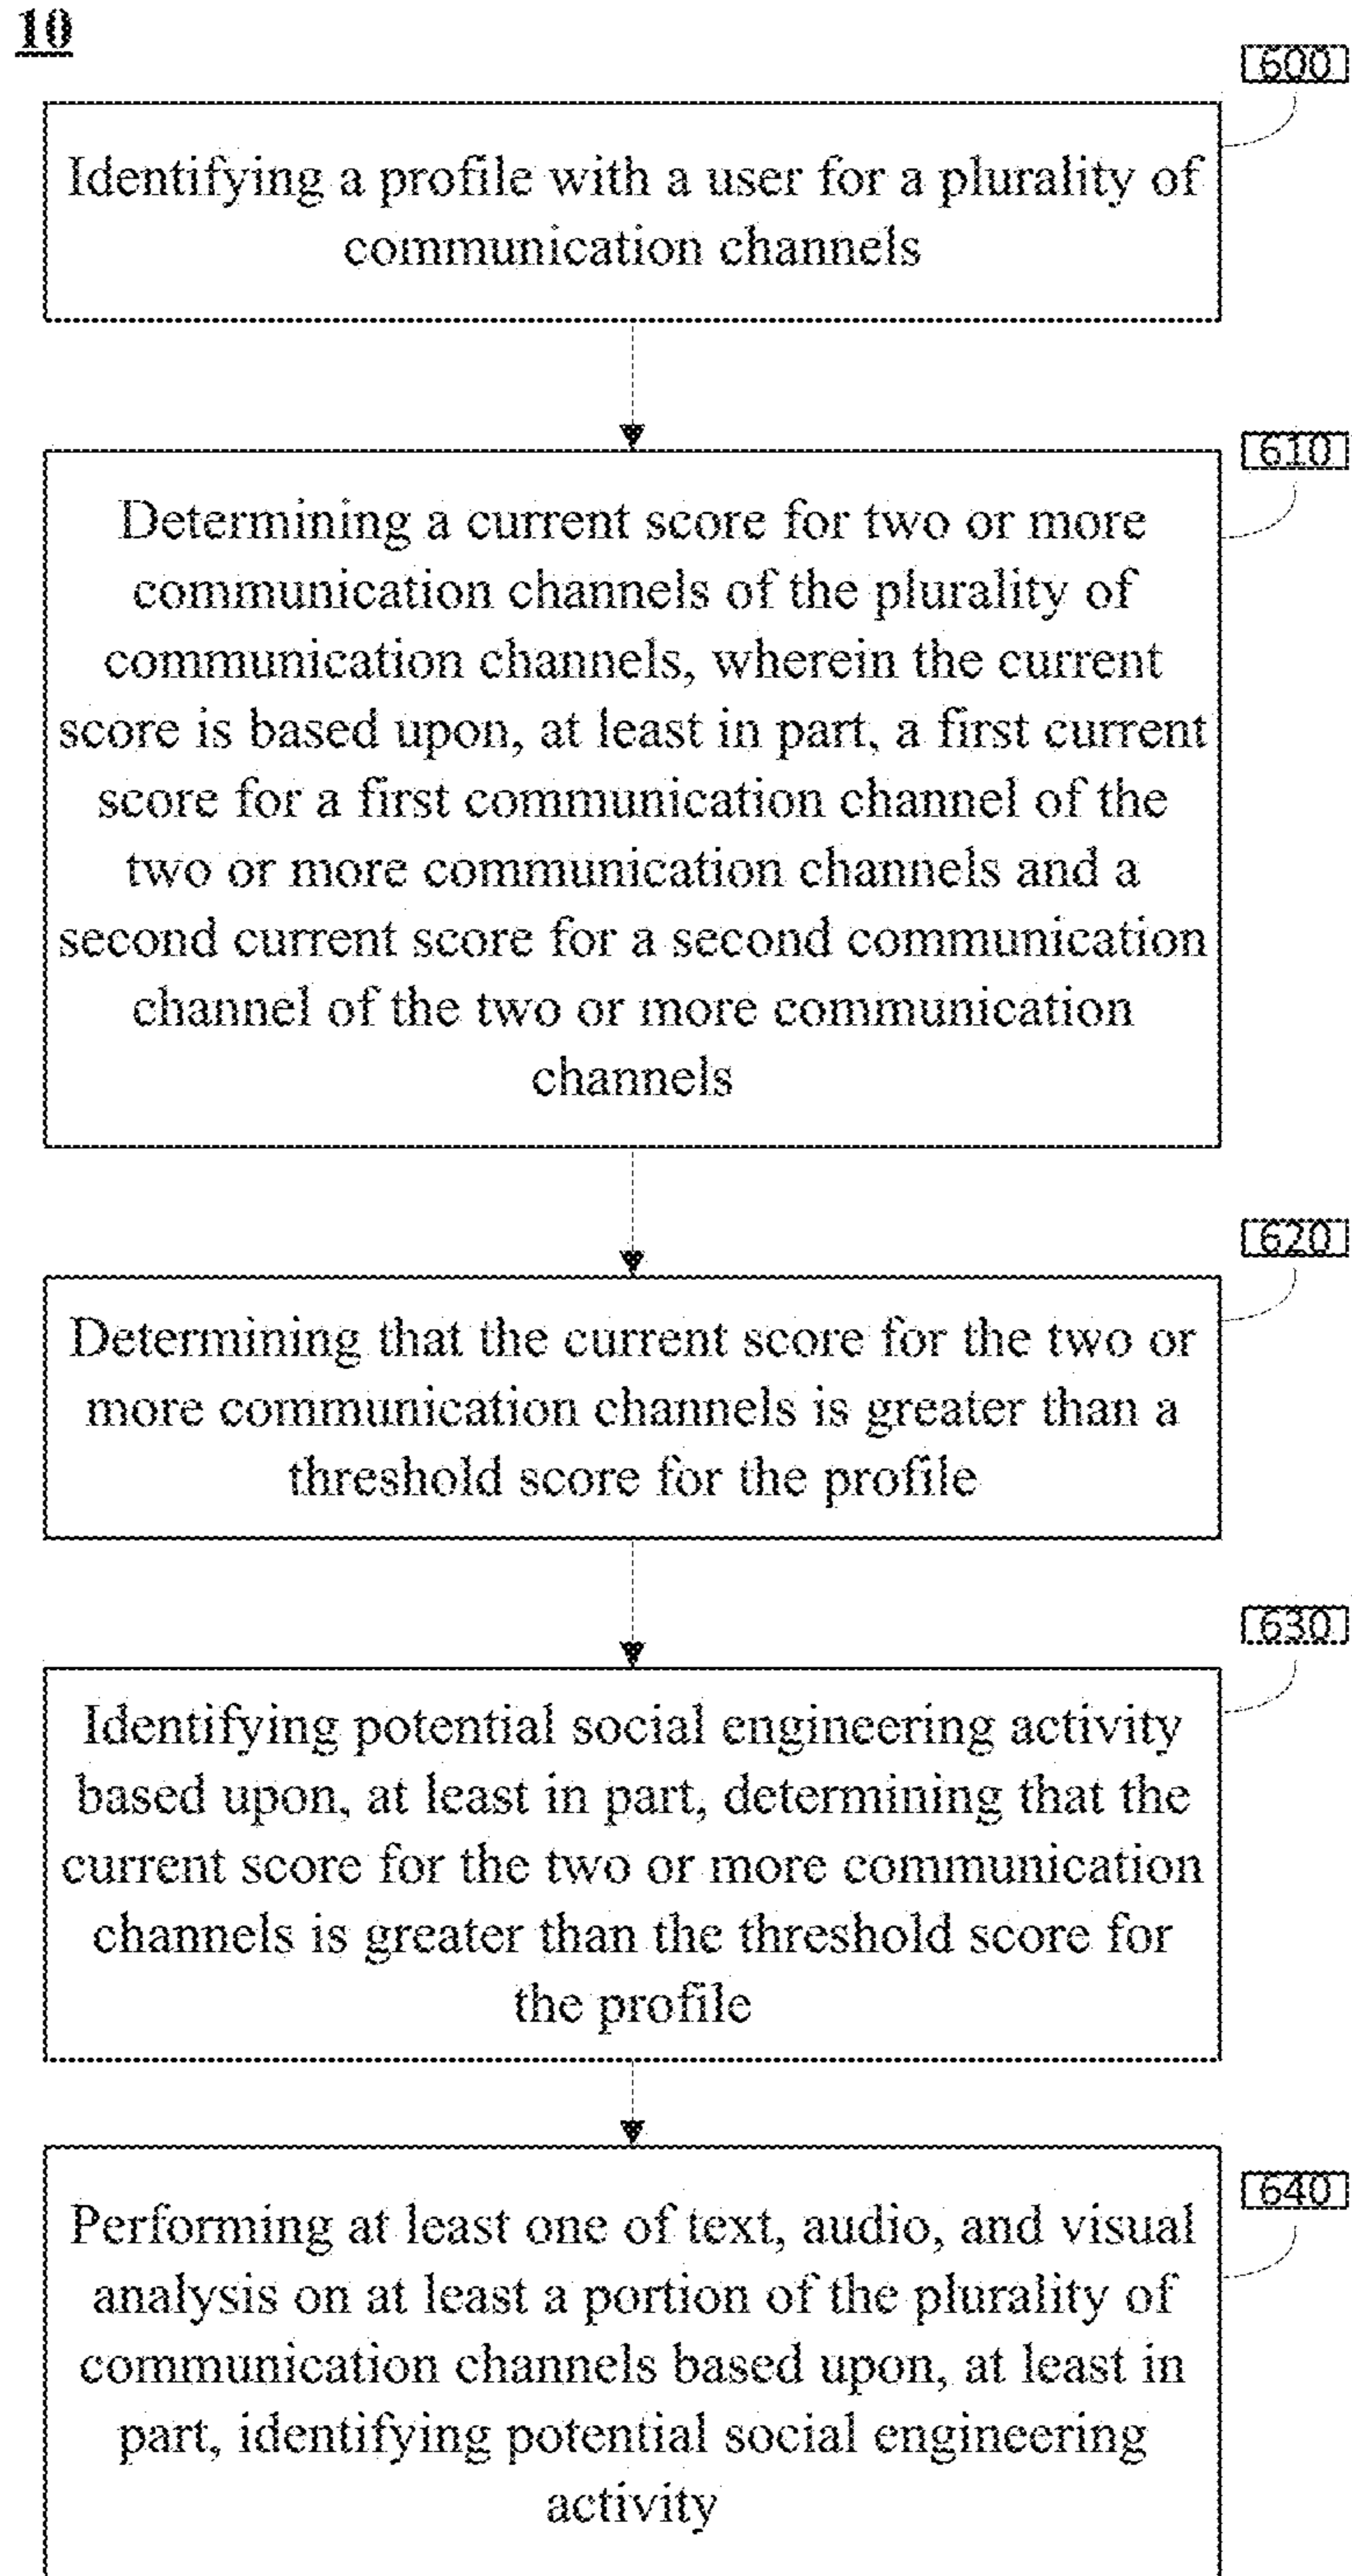 10
600
Identifying a profile with a user for a plurality of
communication channels
610
Determining a current score for two or more
communication channels of the plurality of
communication channels, wherein the current
score is based upon, at least in part, a first current
score for a first communication channel of the
two or more communication channels and a
second current score for a second communication
channel of the two or more communication
channels
620
Determining that the current score for the two or
more communication channels is greater than a
threshold score for the profile
630
Identifying potential social engineering activity
based upon, at least in part, determining that the
current score for the two or more communication
channels is greater than the threshold score for
the profile
640
Performing at least one of text, audio, and visual
analysis on at least a portion of the plurality of
communication channels based upon, at least in
part, identifying potential social engineering
activity